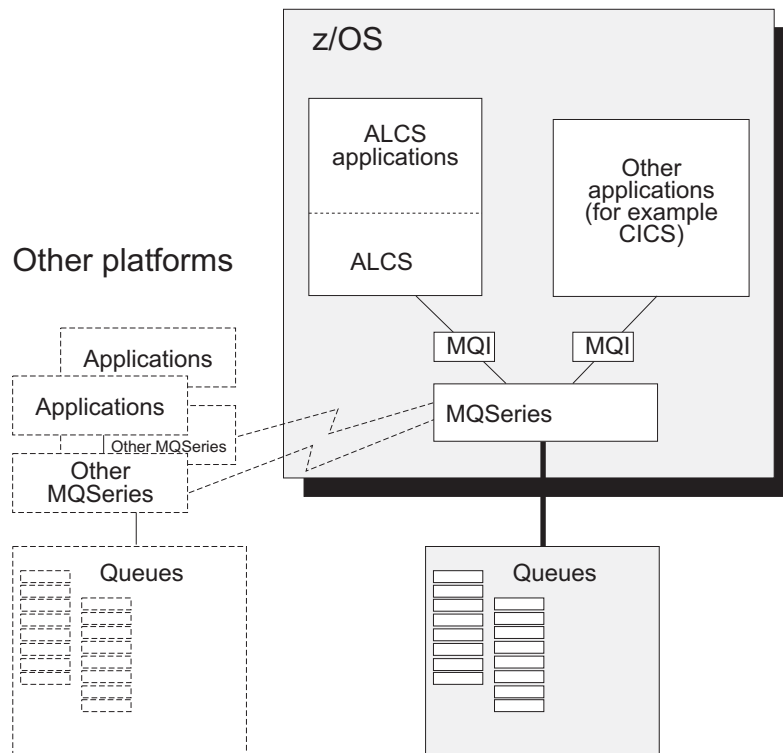 z/OS
ALCS
applications
ALCS
Other
applications
(for example
CICS)
MQI
MQI
MQSeries
Other platforms
Applications
Applications
Other MQSeries
Other
MQSeries
Queues
Queues